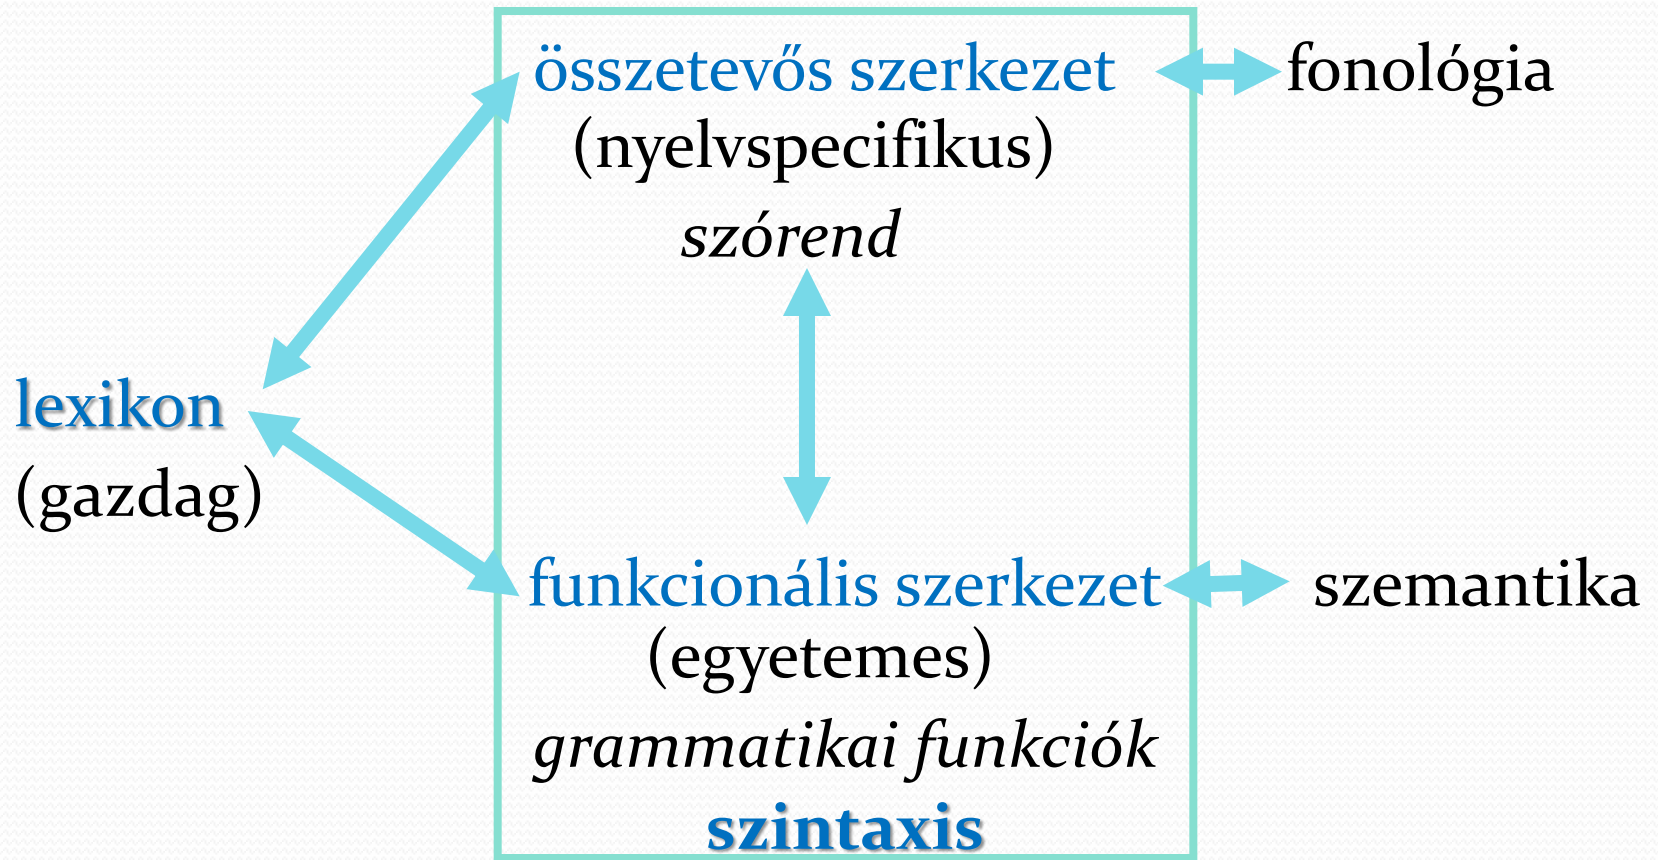 összetevős szerkezet
fonológia
(nyelvspecifikus)
szórend
lexikon
(gazdag)
funkcionális szerkezet
szemantika
(egyetemes)
grammatikai funkciók
szintaxis